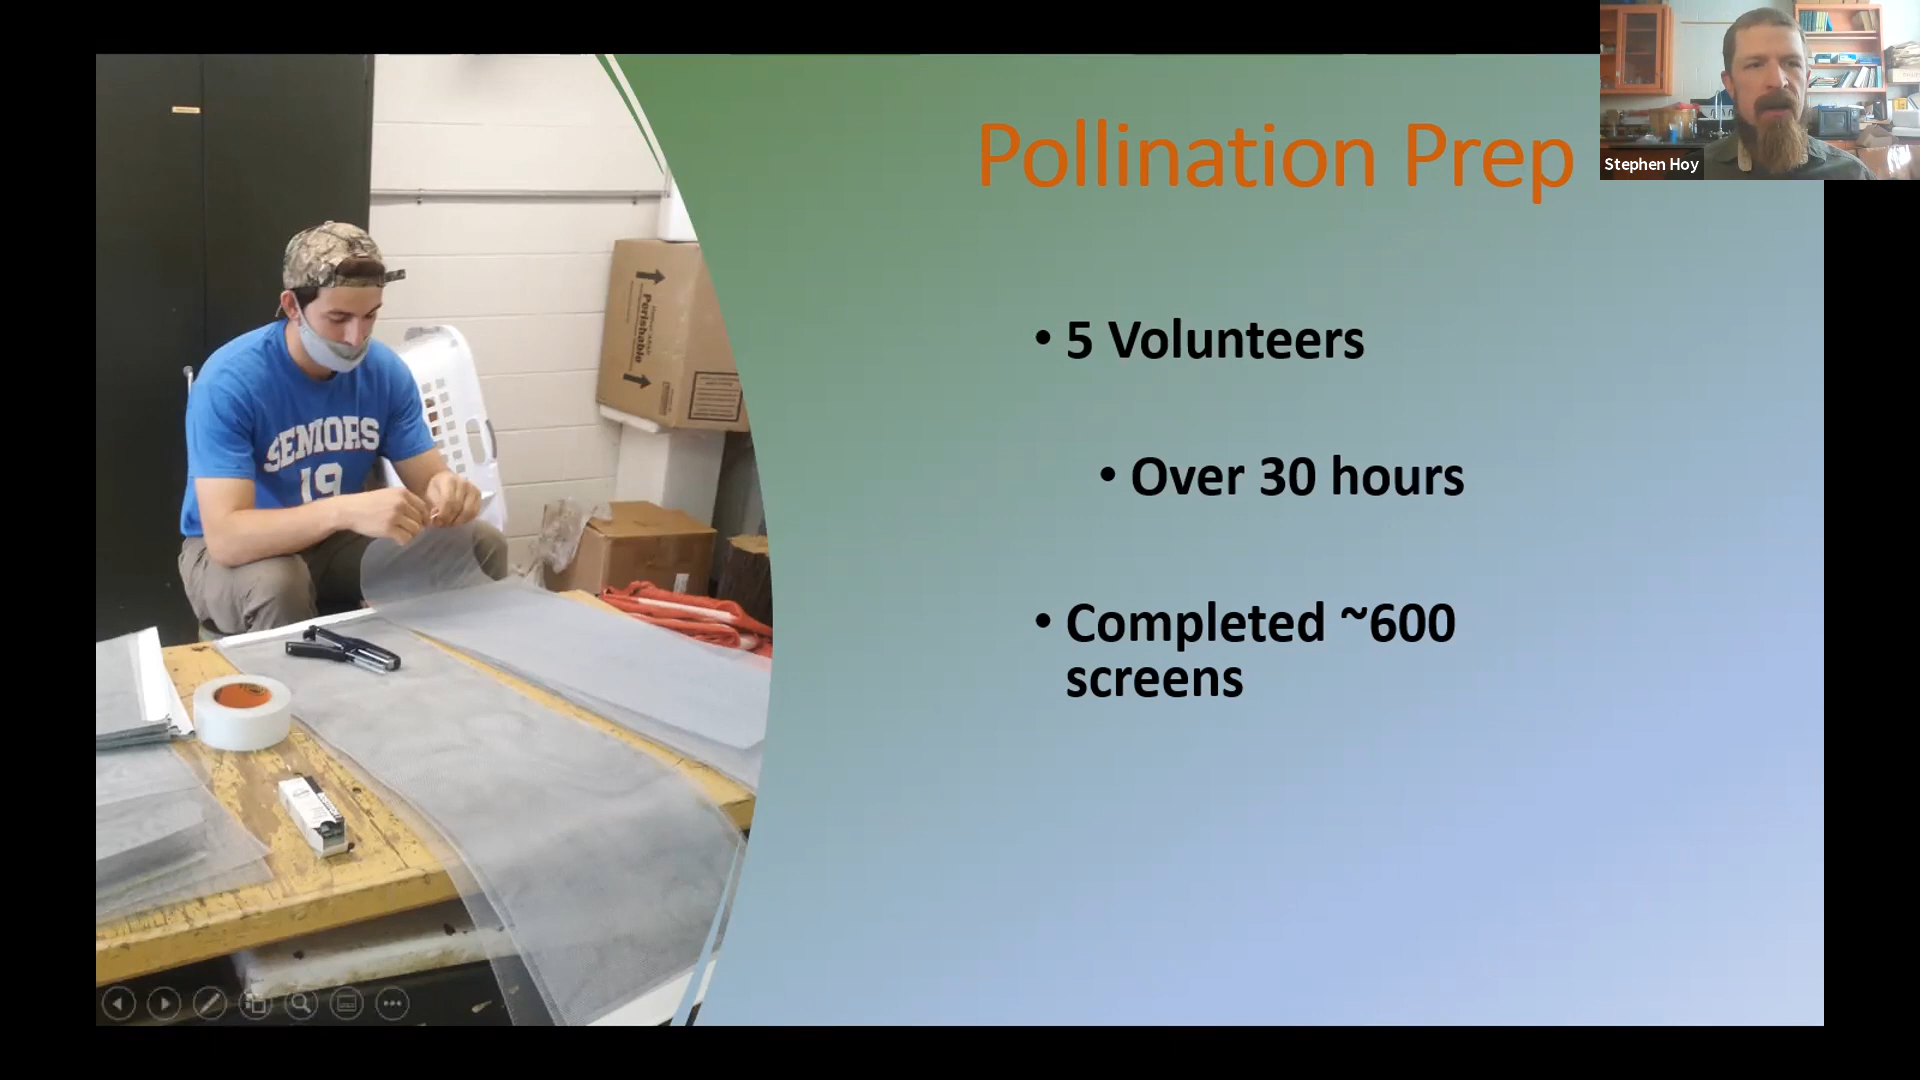 Pollination Prep
Stephen Hoy
• 5 Volunteers
• Over 30 hours
• Completed ~600
screens
SENIORS
19
Perishable